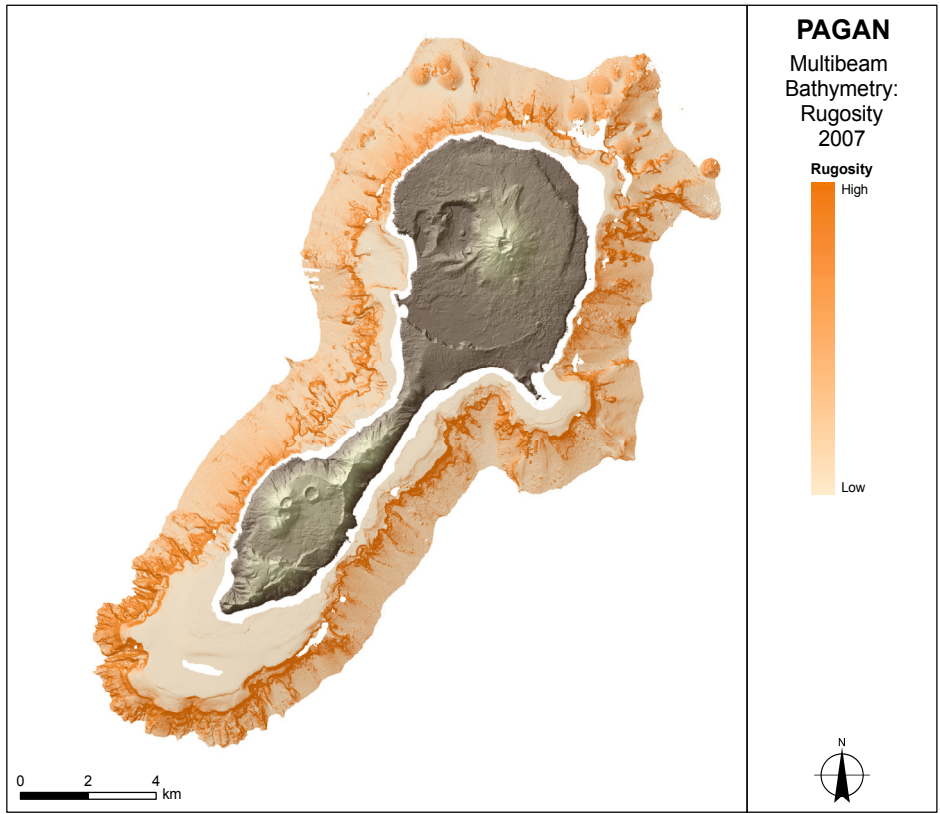 PAGAN
Multibeam
Bathymetry:
Rugosity
2007
Rugosity
High
Low
N
0 2 4
km